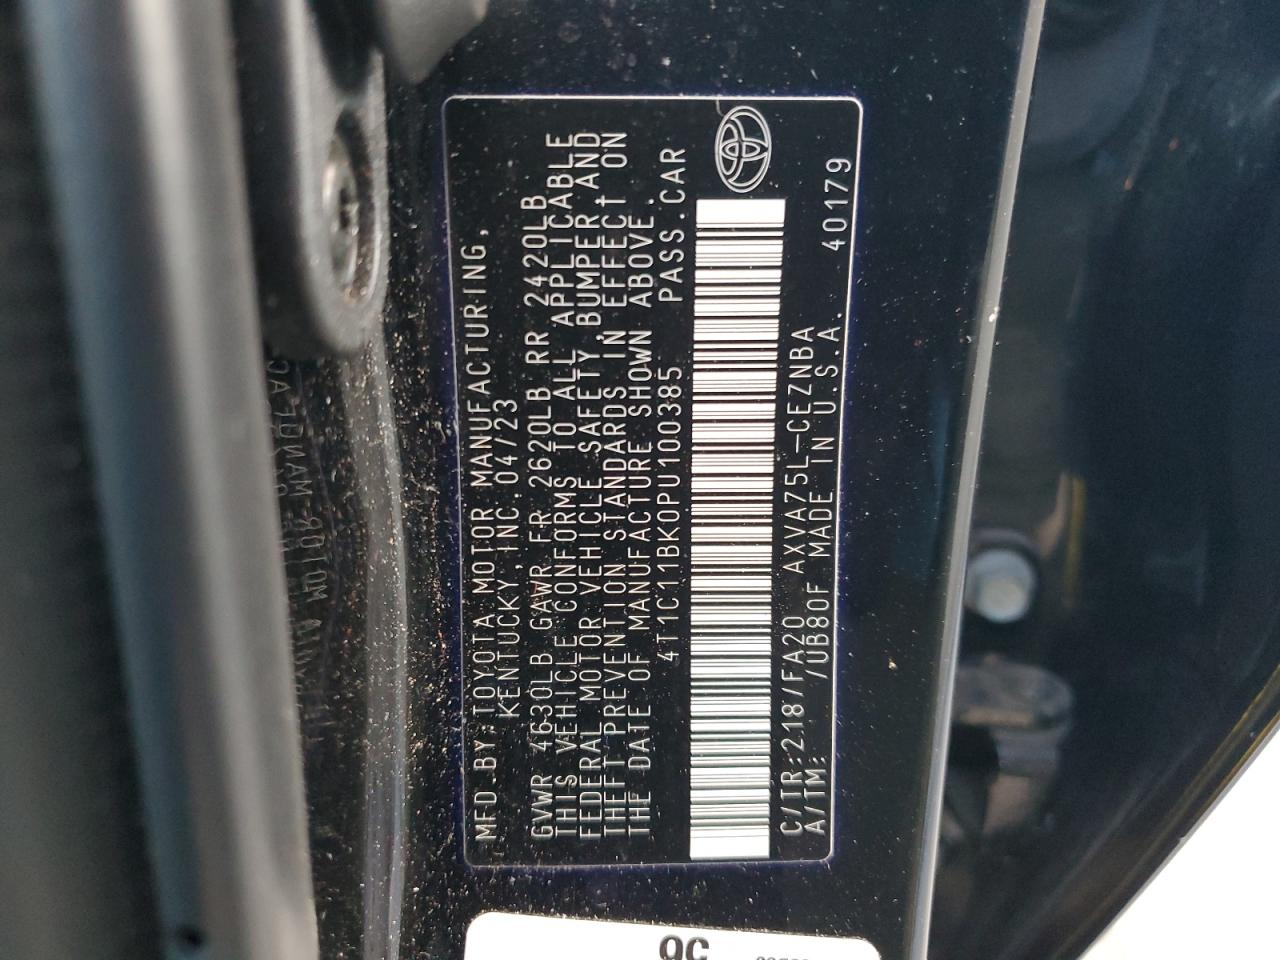 MFD.BY:TOYOTA MOTOR MANUFACTURING,
KENTUCKY,INC.04/23
GVWR 4630LB GAWR FR 2620LB RR 2420LB
THIS VEHICLE CONFORMS TO ALL APPLICABLE
FEDERAL MOTOR VEHICLE SAFETY,BUMPER,AND
THEFT PREVENTION STANDARDS IN EFFECT ON
THE DATE OF MANUFACTURE SHOWN ABOVE.
4T1C11BK0PU100385 PASS.CAR
C/TR:218/FA20 AXVA75L-CEZNBA
A/TM: /UB80F MADE IN U.S.A. 40179
QC